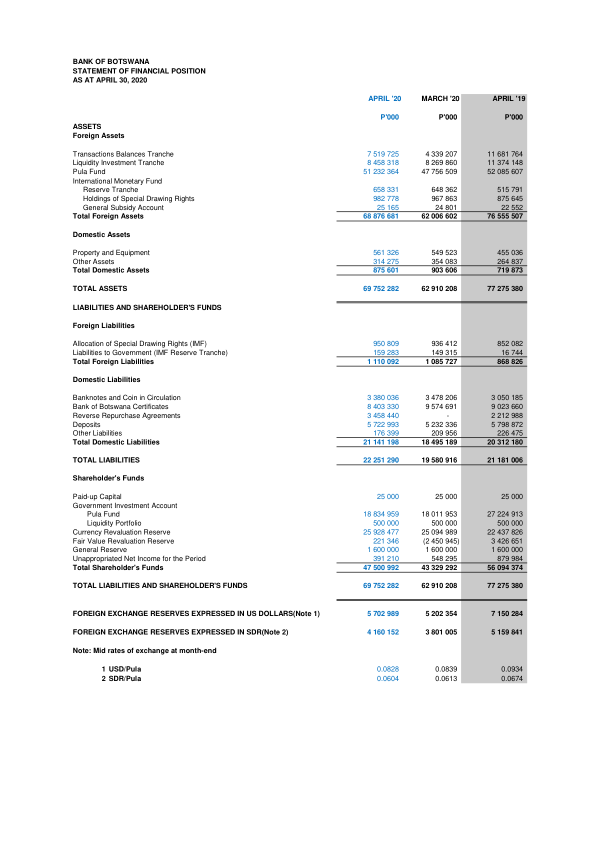 BANK OF BOTSWANA
STATEMENT OF FINANCIAL POSITION
AS AT APRIL 30, 2020
APRIL '20 MARCH '20 APRIL '19
P'000 P'000 P'000
ASSETS
Foreign Assets
Transactions Balances Tranche 7 519 725 4 339 207 11 681 764
Liquidity Investment Tranche 8 458 318 8 269 860 11 374 148
Pula Fund 51 232 364 47 756 509 52 085 607
International Monetary Fund
Reserve Tranche 658 331 648 362 515 791
Holdings of Special Drawing Rights 982 778 967 863 875 645
General Subsidy Account 25 165 24 801 22 552
Total Foreign Assets 68 876 681 62 006 602 76 555 507
Domestic Assets
Property and Equipment 561 326 549 523 455 036
Other Assets 314 275 354 083 264 837
Total Domestic Assets 875 601 903 606 719 873
TOTAL ASSETS 69 752 282 62 910 208 77 275 380
LIABILITIES AND SHAREHOLDER'S FUNDS
Foreign Liabilities
Allocation of Special Drawing Rights (IMF) 950 809 936 412 852 082
Liabilities to Government (IMF Reserve Tranche) 159 283 149 315 16 744
Total Foreign Liabilities 1 110 092 1 085 727 868 826
Domestic Liabilities
Banknotes and Coin in Circulation 3 380 036 3 478 206 3 050 185
Bank of Botswana Certificates 8 403 330 9 574 691 9 023 660
Reverse Repurchase Agreements 3 458 440 - 2 212 988
Deposits 5 722 993 5 232 336 5 798 872
Other Liabilities 176 399 209 956 226 475
Total Domestic Liabilities 21 141 198 18 495 189 20 312 180
TOTAL LIABILITIES 22 251 290 19 580 916 21 181 006
Shareholder's Funds
Paid-up Capital 25 000 25 000 25 000
Government Investment Account
Pula Fund 18 834 959 18 011 953 27 224 913
Liquidity Portfolio 500 000 500 000 500 000
Currency Revaluation Reserve 25 928 477 25 094 989 22 437 826
Fair Value Revaluation Reserve 221 346 (2 450 945) 3 426 651
General Reserve 1 600 000 1 600 000 1 600 000
Unappropriated Net Income for the Period 391 210 548 295 879 984
Total Shareholder's Funds 47 500 992 43 329 292 56 094 374
TOTAL LIABILITIES AND SHAREHOLDER'S FUNDS 69 752 282 62 910 208 77 275 380
FOREIGN EXCHANGE RESERVES EXPRESSED IN US DOLLARS(Note 1) 5 702 989 5 202 354 7 150 284
FOREIGN EXCHANGE RESERVES EXPRESSED IN SDR(Note 2) 4 160 152 3 801 005 5 159 841
Note: Mid rates of exchange at month-end
1 USD/Pula 0.0828 0.0839 0.0934
2 SDR/Pula 0.0604 0.0613 0.0674